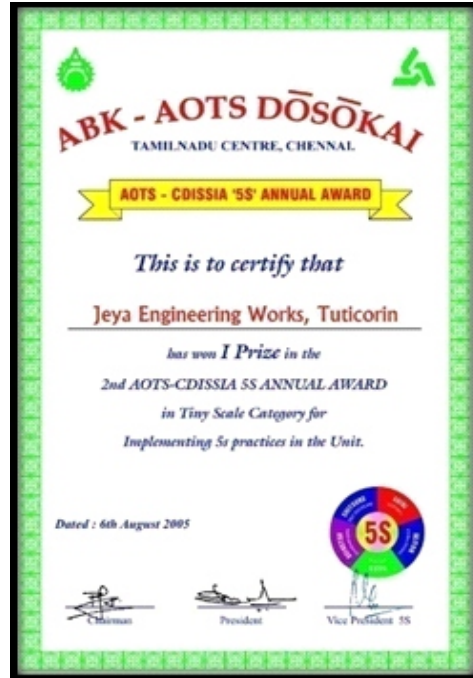 ABK - AOTS DŌSŌKAI
TAMILNADU CENTRE, CHENNAI.
AOTS - CDISSIA '5S' ANNUAL AWARD
This is to certify that
Jeya Engineering Works, Tuticorin
has won I Prize in the
2nd AOTS-CDISSIA 5S ANNUAL AWARD
in Tiny Scale Category for
Implementing 5s practices in the Unit.
Dated : 6th August 2005
5S
Chairman
President
Vice President 5S